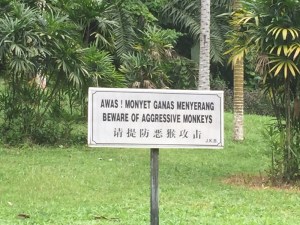 AWAS ! MONYET GANAS MENYERANG
BEWARE OF AGGRESSIVE MONKEYS
请提防恶猴攻击